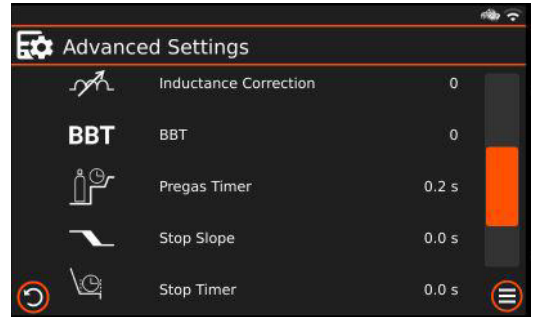 Advanced Settings
Inductance Correction 0
BBT BBT 0
Pregas Timer 0.2 s
Stop Slope 0.0 s
Stop Timer 0.0 s